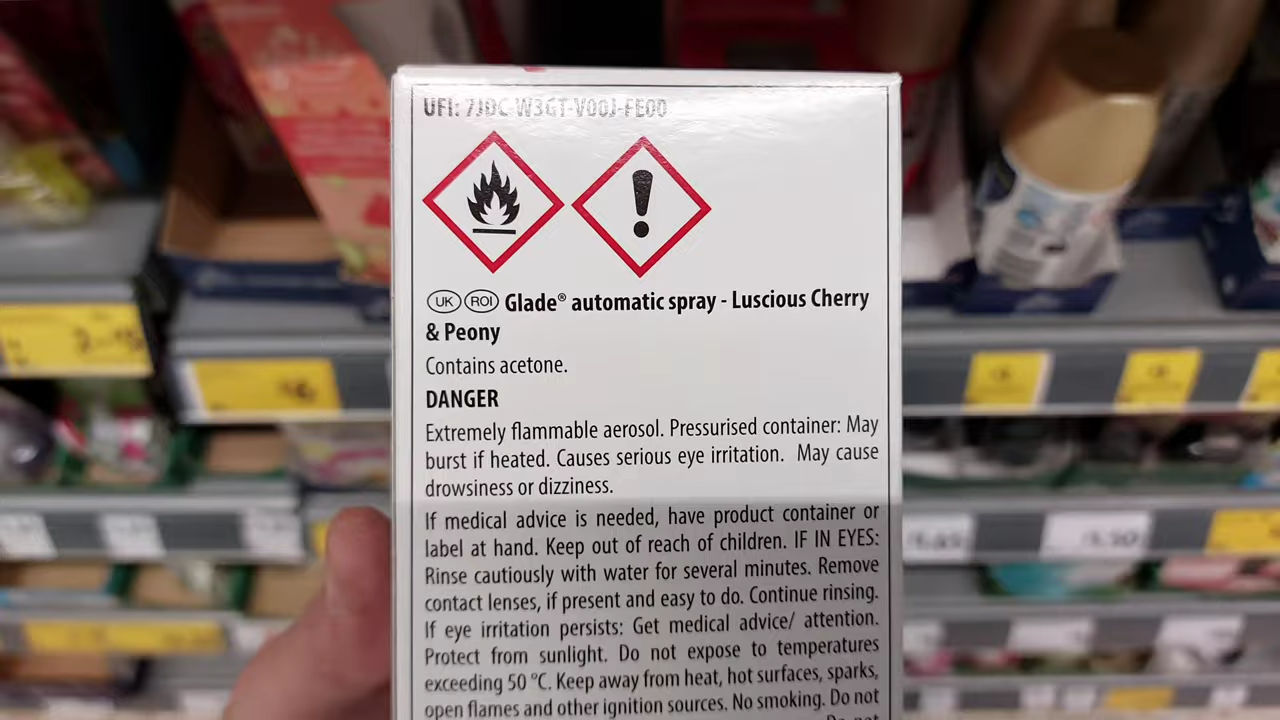 UFI: 7J0C-W3GT-V00J-FE0D
UK ROI Glade® automatic spray - Luscious Cherry
& Peony
Contains acetone.
DANGER
Extremely flammable aerosol. Pressurised container: May
burst if heated. Causes serious eye irritation. May cause
drowsiness or dizziness.
If medical advice is needed, have product container or
label at hand. Keep out of reach of children. IF IN EYES:
Rinse cautiously with water for several minutes. Remove
contact lenses, if present and easy to do. Continue rinsing.
If eye irritation persists: Get medical advice/ attention.
Protect from sunlight. Do not expose to temperatures
exceeding 50 °C. Keep away from heat, hot surfaces, sparks,
open flames and other ignition sources. No smoking. Do not